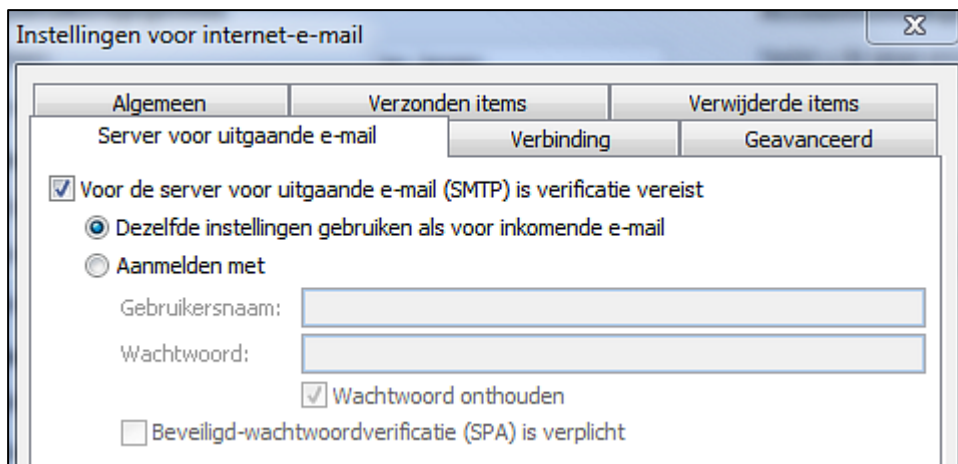 Instellingen voor internet-e-mail
Algemeen Verzonden items Verwijderde items
Server voor uitgaande e-mail Verbinding Geavanceerd
Voor de server voor uitgaande e-mail (SMTP) is verificatie vereist
Dezelfde instellingen gebruiken als voor inkomende e-mail
Aanmelden met
Gebruikersnaam:
Wachtwoord:
Wachtwoord onthouden
Beveiligd-wachtwoordverificatie (SPA) is verplicht